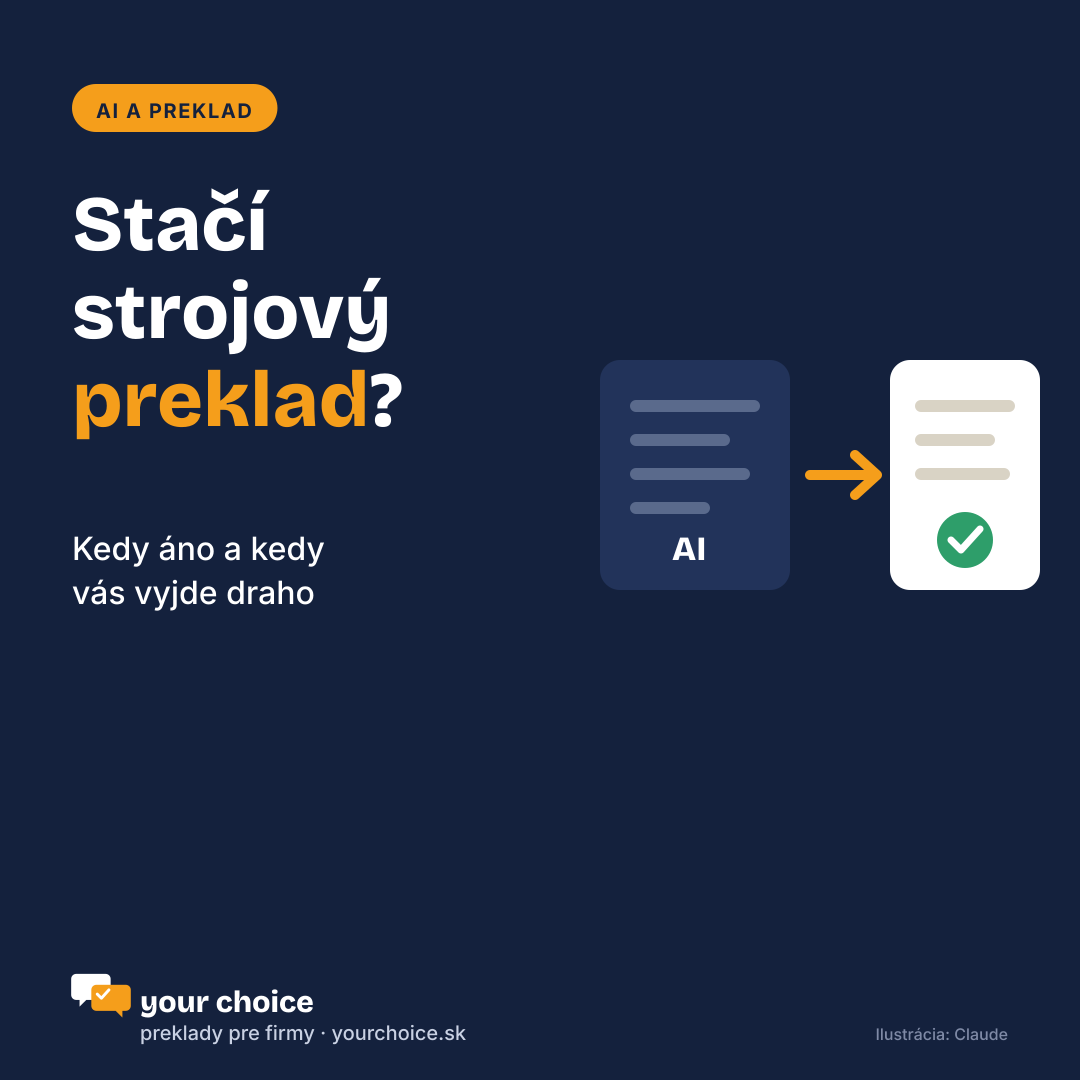 AI A PREKLAD
Stačí
strojový
preklad?
Kedy áno a kedy
vás vyjde draho
AI
your choice
preklady pre firmy · yourchoice.sk
Ilustrácia: Claude